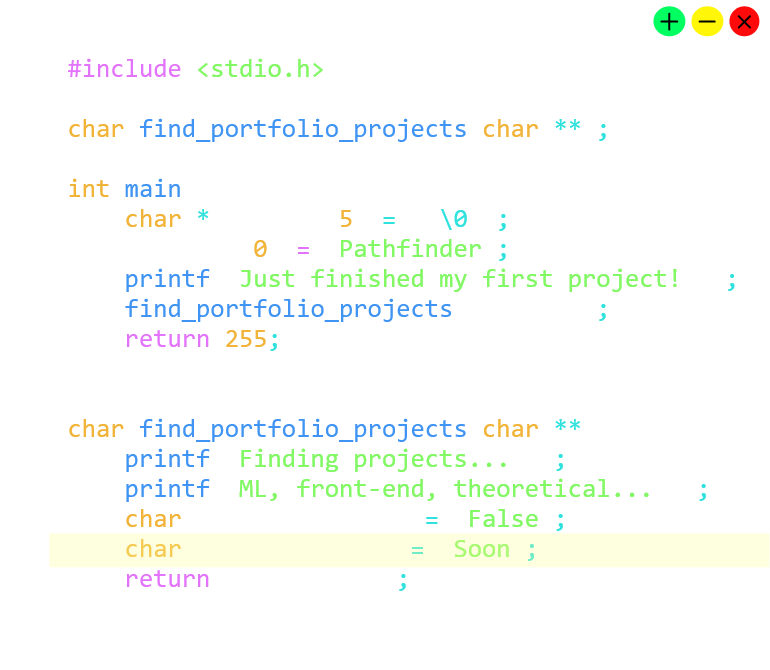 #include <stdio.h>
char find_portfolio_projects char ** ;
int main
char * 5 = \0 ;
0 = Pathfinder ;
printf Just finished my first project! ;
find_portfolio_projects ;
return 255;
char find_portfolio_projects char **
printf Finding projects... ;
printf ML, front-end, theoretical... ;
char = False ;
char = Soon ;
return ;